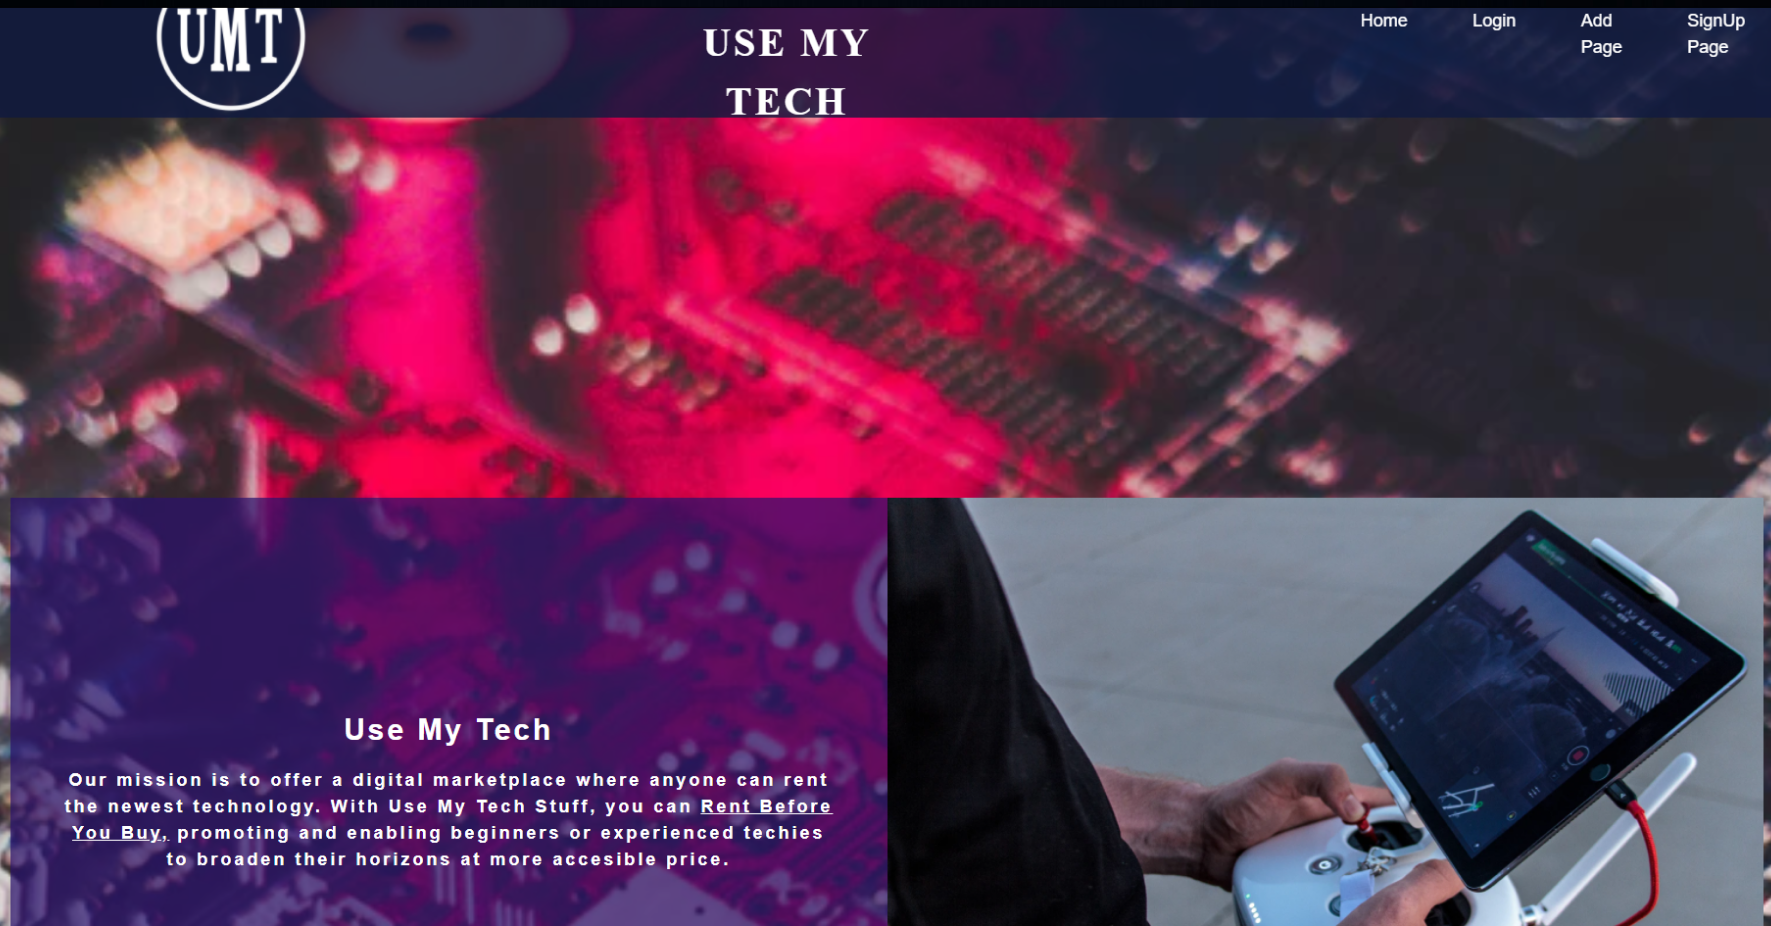 UMT
USE MY
TECH
Home
Login
Add
Page
SignUp
Page
Use My Tech
Our mission is to offer a digital marketplace where anyone can rent
the newest technology. With Use My Tech Stuff, you can Rent Before
You Buy, promoting and enabling beginners or experienced techies
to broaden their horizons at more accesible price.